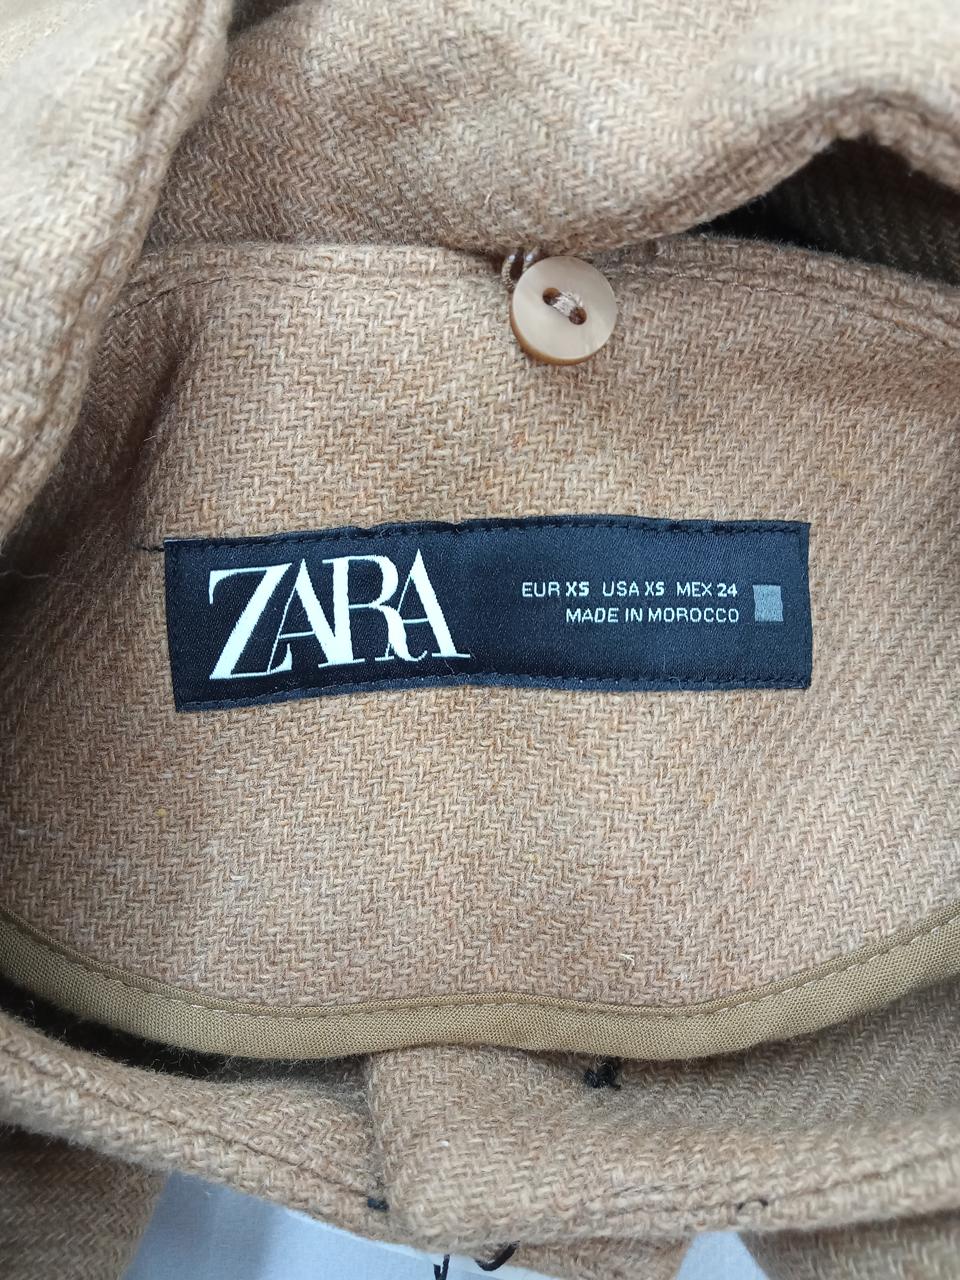 ZARA
EUR XS USA XS MEX 24
MADE IN MOROCCO